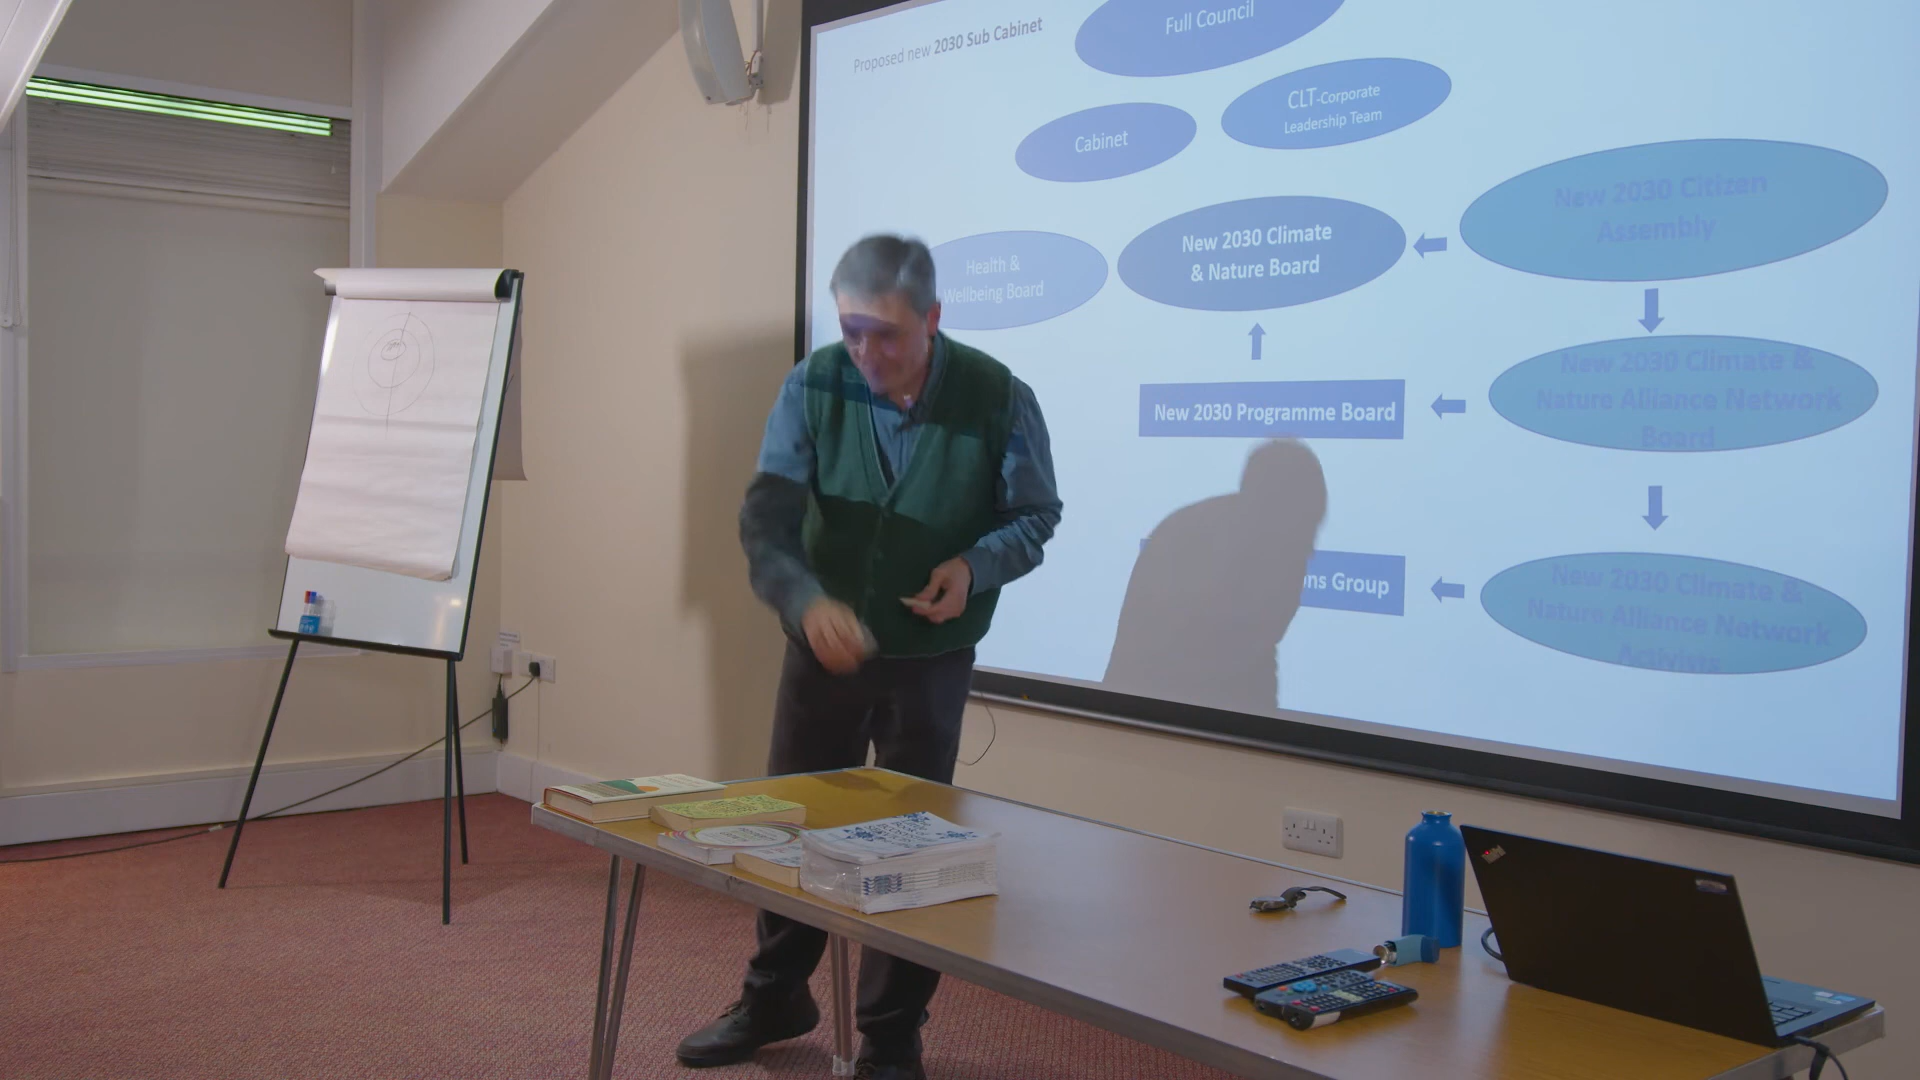 Proposed new 2030 Sub Cabinet
Full Council
CLT-Corporate
Leadership Team
Cabinet
New 2030 Citizen
Assembly
New 2030 Climate
& Nature Board
Health &
Wellbeing Board
New 2030 Climate &
Nature Alliance Network
Board
New 2030 Programme Board
ons Group
New 2030 Climate &
Nature Alliance Network
Activists